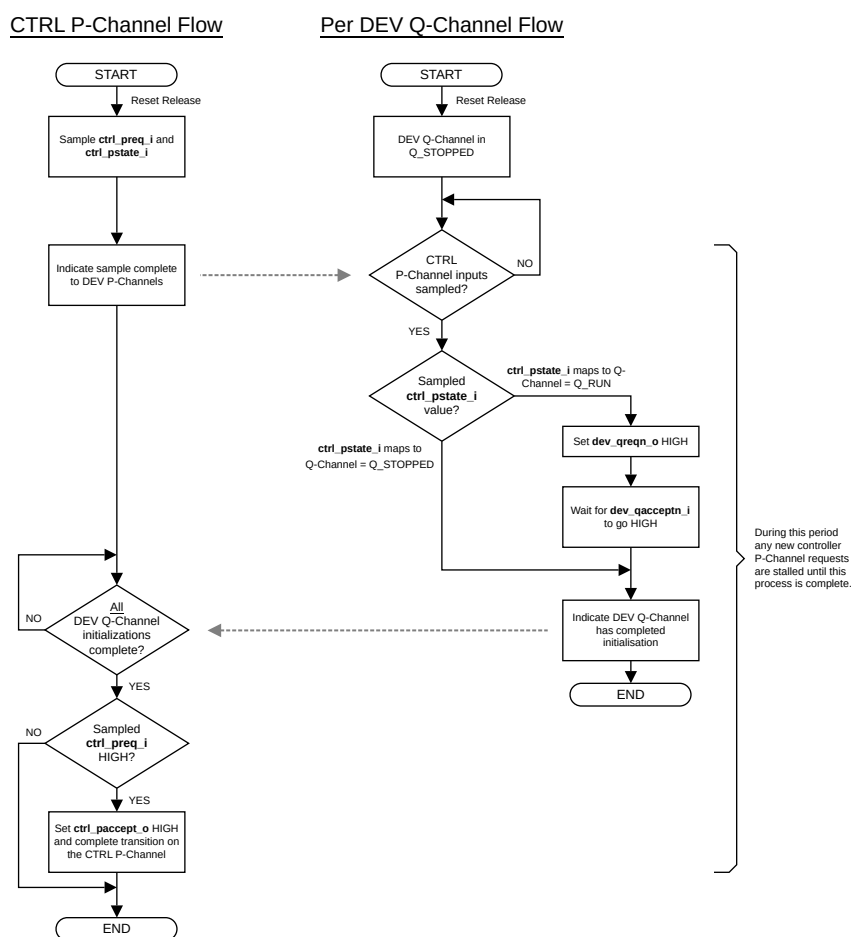 CTRL P-Channel Flow
START
Reset Release
Sample ctrl_preq_i and
ctrl_pstate_i
Indicate sample complete
to DEV P-Channels
All
DEV Q-Channel
initializations
complete?
NO
YES
Sampled
ctrl_preq_i
HIGH?
NO
YES
Set ctrl_paccept_o HIGH
and complete transition on
the CTRL P-Channel
END
Per DEV Q-Channel Flow
START
Reset Release
DEV Q-Channel in
Q_STOPPED
CTRL
P-Channel inputs
sampled?
NO
YES
Sampled
ctrl_pstate_i
value?
ctrl_pstate_i maps to Q-
Channel = Q_RUN
ctrl_pstate_i maps to
Q-Channel = Q_STOPPED
Set dev_qreqn_o HIGH
Wait for dev_qacceptn_i
to go HIGH
Indicate DEV Q-Channel
has completed
initialisation
END
During this period
any new controller
P-Channel requests
are stalled until this
process is complete.